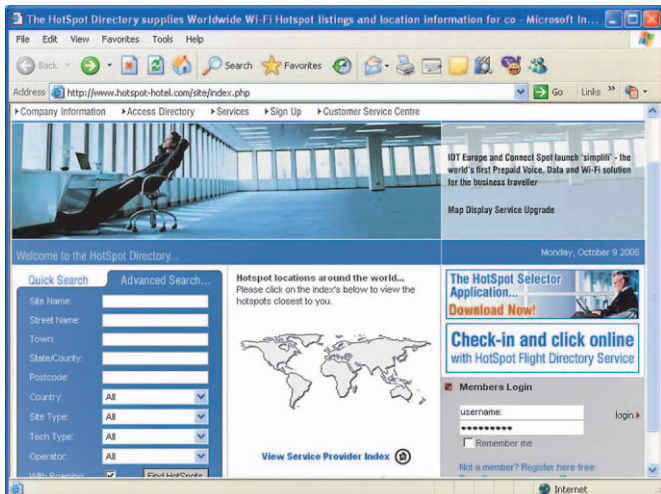 The HotSpot Directory supplies Worldwide Wi-Fi Hotspot listings and location information for co - Microsoft In...
File Edit View Favorites Tools Help
Back Search Favorites
Address http://www.hotspot-hotel.com/site/index.php Go Links »
Company Information Access Directory Services Sign Up Customer Service Centre
IDT Europe and Connect Spot launch 'simplifi' - the
world's first Prepaid Voice, Data and Wi-Fi solution
for the business traveller
Map Display Service Upgrade
Welcome to the HotSpot Directory...
Monday, October 9 2006
Quick Search Advanced Search...
Site Name:
Street Name:
Town:
State/County:
Postcode:
Country: All
Site Type: All
Tech Type: All
Operator: All
With Roaming: Find HotSpots
Hotspot locations around the world...
Please click on the index's below to view the
hotspots closest to you.
View Service Provider Index
The HotSpot Selector
Application...
Download Now!
Check-in and click online
with HotSpot Flight Directory Service
Members Login
username:
login
Remember me
Not a member? Register here free
Internet